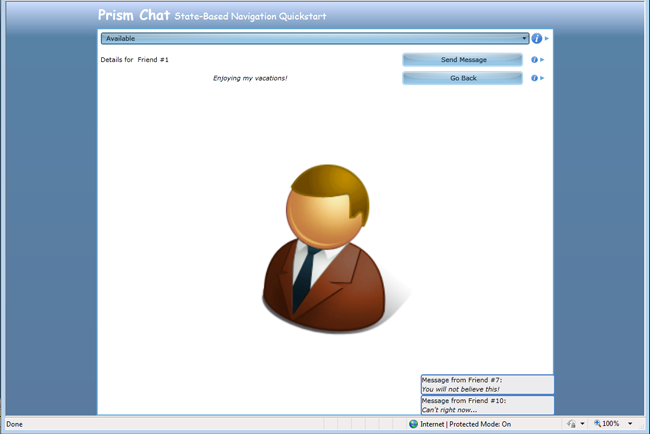 Prism Chat State-Based Navigation Quickstart
Available
Details for Friend #1
Send Message
Enjoying my vacations!
Go Back
Message from Friend #7:
You will not believe this!
Message from Friend #10:
Can't right now...
Done
Internet | Protected Mode: On
100%